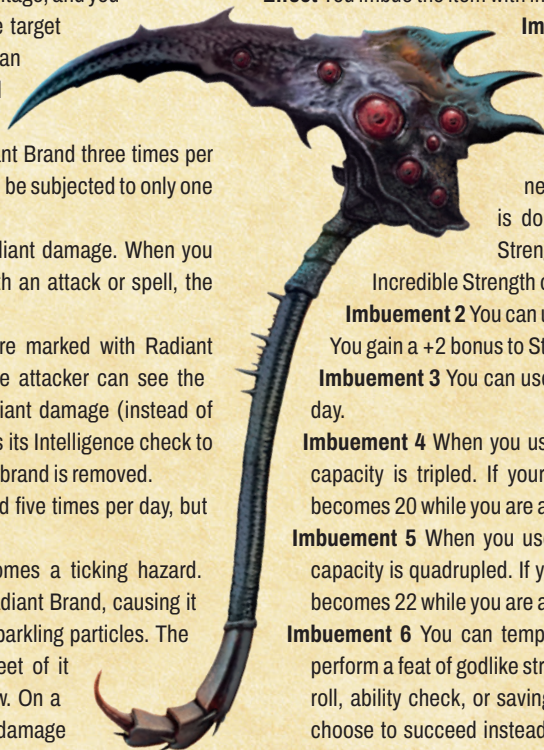 itage, and you
e target
an
nt Brand three times per
be subjected to only one
diant damage. When you
th an attack or spell, the
re marked with Radiant
e attacker can see the
iant damage (instead of
s its Intelligence check to
brand is removed.
d five times per day, but
omes a ticking hazard.
adiant Brand, causing it
parkling particles. The
eet of it
w. On a
damage
Effect You imbue the item with
Im
ne
is do
Streng
Incredible Strength
Imbuement 2 You can u
You gain a +2 bonus to St
Imbuement 3 You can use
day.
Imbuement 4 When you us
capacity is tripled. If your
becomes 20 while you are a
Imbuement 5 When you use
capacity is quadrupled. If y
becomes 22 while you are a
Imbuement 6 You can temp
perform a feat of godlike str
roll, ability check, or saving
choose to succeed instead